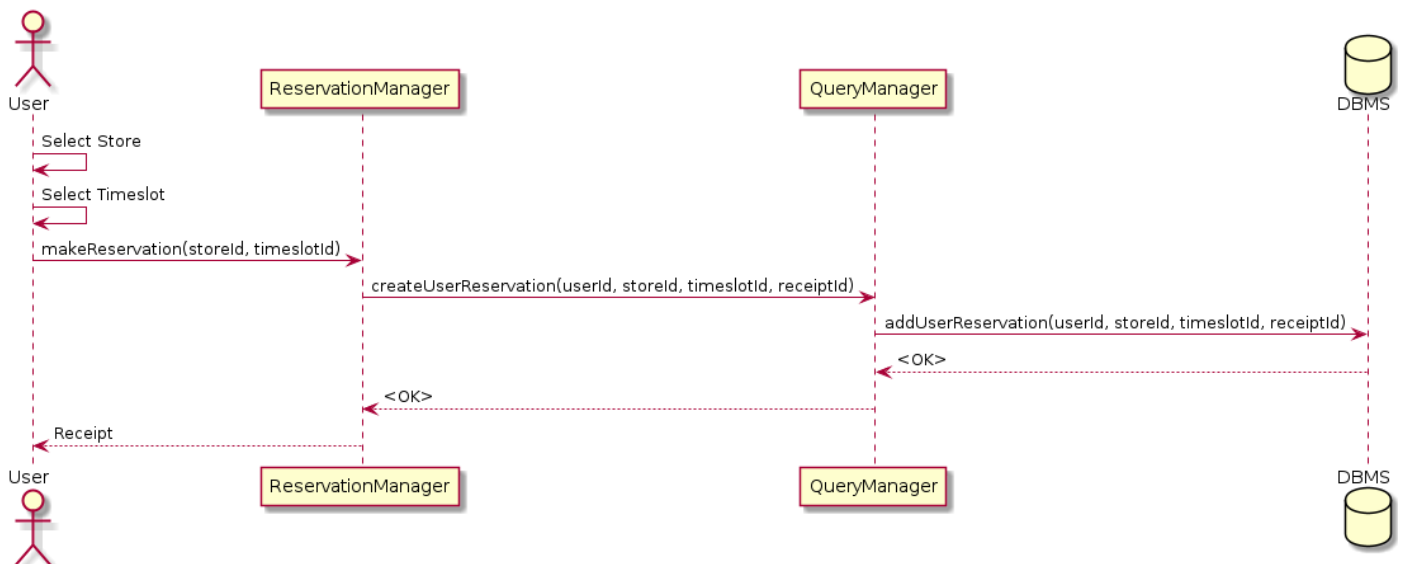 User
ReservationManager
QueryManager
DBMS
Select Store
Select Timeslot
makeReservation(storeId, timeslotId)
createUserReservation(userId, storeId, timeslotId, receiptId)
addUserReservation(userId, storeId, timeslotId, receiptId)
<OK>
<OK>
Receipt
User
ReservationManager
QueryManager
DBMS